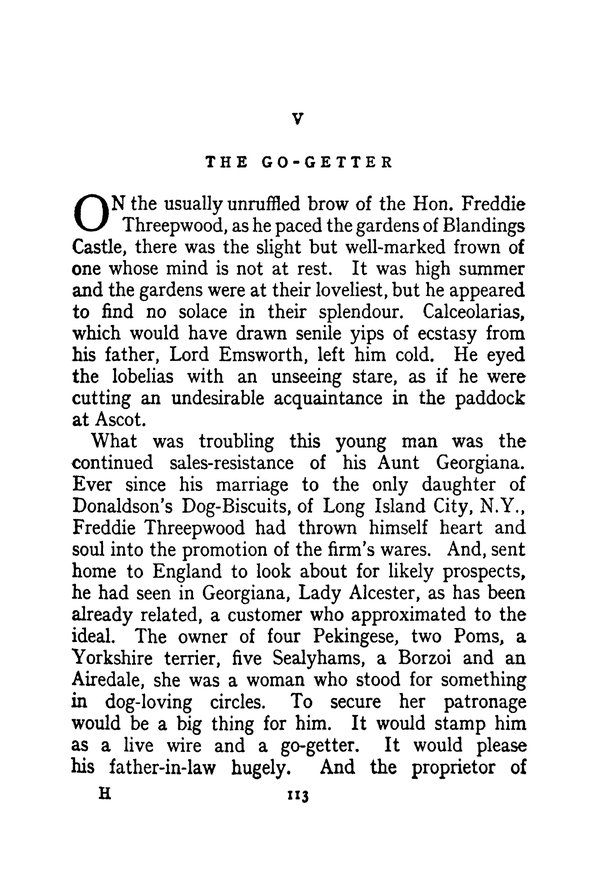 V
THE GO-GETTER
ON the usually unruffled brow of the Hon. Freddie
Threepwood, as he paced the gardens of Blandings
Castle, there was the slight but well-marked frown of
one whose mind is not at rest. It was high summer
and the gardens were at their loveliest, but he appeared
to find no solace in their splendour. Calceolarias,
which would have drawn senile yips of ecstasy from
his father, Lord Emsworth, left him cold. He eyed
the lobelias with an unseeing stare, as if he were
cutting an undesirable acquaintance in the paddock
at Ascot.
What was troubling this young man was the
continued sales-resistance of his Aunt Georgiana.
Ever since his marriage to the only daughter of
Donaldson's Dog-Biscuits, of Long Island City, N.Y.,
Freddie Threepwood had thrown himself heart and
soul into the promotion of the firm's wares. And, sent
home to England to look about for likely prospects,
he had seen in Georgiana, Lady Alcester, as has been
already related, a customer who approximated to the
ideal. The owner of four Pekingese, two Poms, a
Yorkshire terrier, five Sealyhams, a Borzoi and an
Airedale, she was a woman who stood for something
in dog-loving circles. To secure her patronage
would be a big thing for him. It would stamp him
as a live wire and a go-getter. It would please
his father-in-law hugely. And the proprietor of
H 113